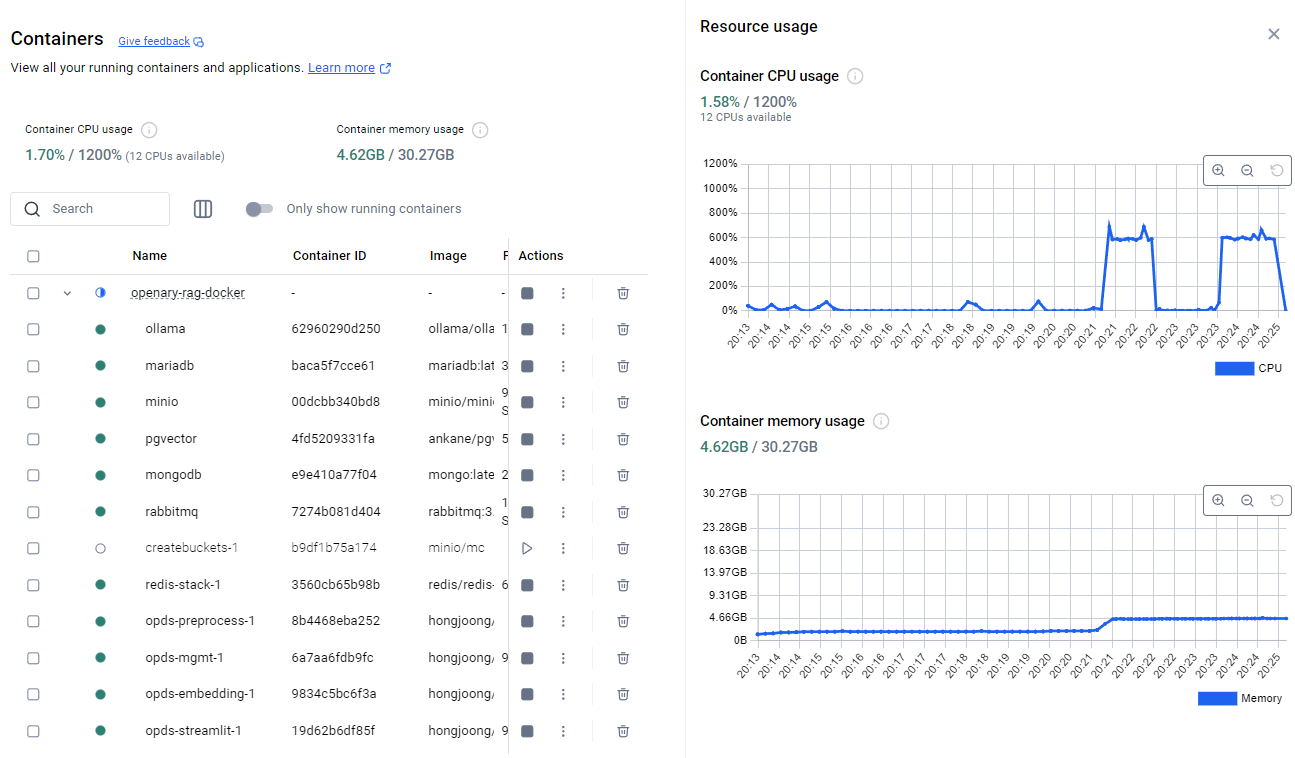 Containers Give feedback
View all your running containers and applications. Learn more
Container CPU usage
1.70% / 1200% (12 CPUs available)
Container memory usage
4.62GB / 30.27GB
Search
Only show running containers
Name Container ID Image Actions
openary-rag-docker - - -
ollama 62960290d250 ollama/olla 1
mariadb baca5f7cce61 mariadb:lat 3
minio 00dcbb340bd8 minio/mini 9 S
pgvector 4fd5209331fa ankane/pgv 5
mongodb e9e410a77f04 mongo:late 2
rabbitmq 7274b081d404 rabbitmq:3. 1 S
createbuckets-1 b9df1b75a174 minio/mc
redis-stack-1 3560cb65b98b redis/redis- 6
opds-preprocess-1 8b4468eba252 hongjoong/
opds-mgmt-1 6a7aa6fdb9fc hongjoong/ 9
opds-embedding-1 9834c5bc6f3a hongjoong/
opds-streamlit-1 19d62b6df85f hongjoong/ 9
Resource usage
Container CPU usage
1.58% / 1200%
12 CPUs available
1200%
1000%
800%
600%
400%
200%
0%
20:13 20:14 20:14 20:15 20:15 20:16 20:16 20:16 20:17 20:17 20:18 20:18 20:19 20:19 20:19 20:20 20:20 20:21 20:21 20:22 20:22 20:23 20:23 20:23 20:24 20:24 20:25
CPU
Container memory usage
4.62GB / 30.27GB
30.27GB
23.28GB
18.63GB
13.97GB
9.31GB
4.66GB
0B
20:13 20:14 20:14 20:15 20:15 20:16 20:16 20:16 20:17 20:17 20:18 20:18 20:19 20:19 20:20 20:20 20:21 20:21 20:22 20:22 20:22 20:23 20:23 20:24 20:24 20:25
Memory